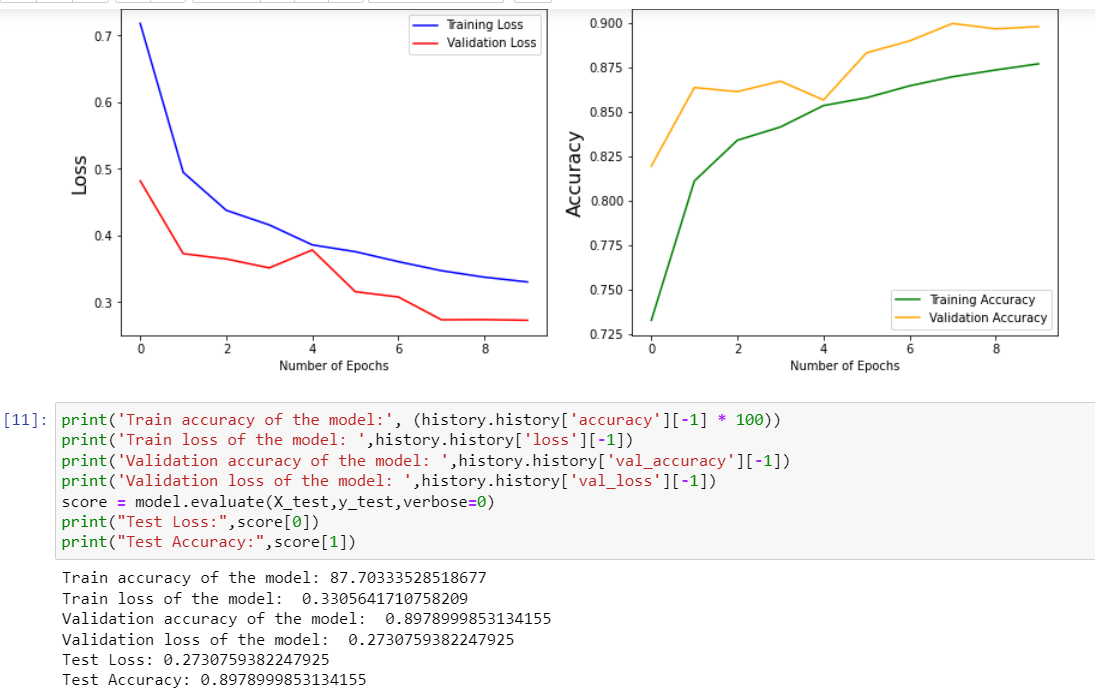 Training Loss
Validation Loss
0.7
0.6
0.5
0.4
0.3
Loss
0 2 4 6 8
Number of Epochs
0.900
0.875
0.850
0.825
0.800
0.775
0.750
0.725
Accuracy
Training Accuracy
Validation Accuracy
0 2 4 6 8
Number of Epochs
[11]: print('Train accuracy of the model:', (history.history['accuracy'][-1] * 100))
print('Train loss of the model: ',history.history['loss'][-1])
print('Validation accuracy of the model: ',history.history['val_accuracy'][-1])
print('Validation loss of the model: ',history.history['val_loss'][-1])
score = model.evaluate(X_test,y_test,verbose=0)
print("Test Loss:",score[0])
print("Test Accuracy:",score[1])
Train accuracy of the model: 87.70333528518677
Train loss of the model:  0.3305641710758209
Validation accuracy of the model:  0.8978999853134155
Validation loss of the model:  0.2730759382247925
Test Loss: 0.2730759382247925
Test Accuracy: 0.8978999853134155